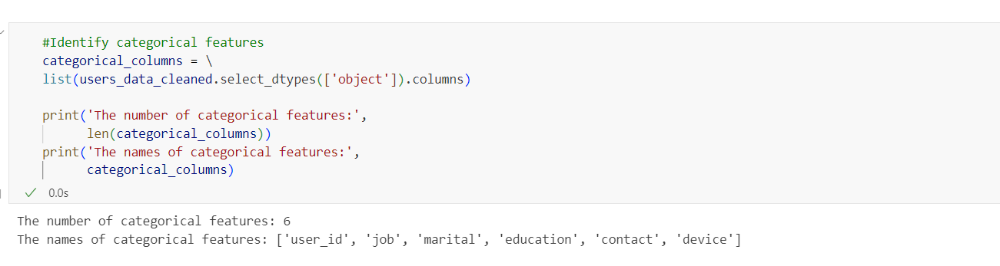 #Identify categorical features
categorical_columns = \
list(users_data_cleaned.select_dtypes(['object']).columns)
print('The number of categorical features:',
len(categorical_columns))
print('The names of categorical features:',
categorical_columns)
0.0s
The number of categorical features: 6
The names of categorical features: ['user_id', 'job', 'marital', 'education', 'contact', 'device']